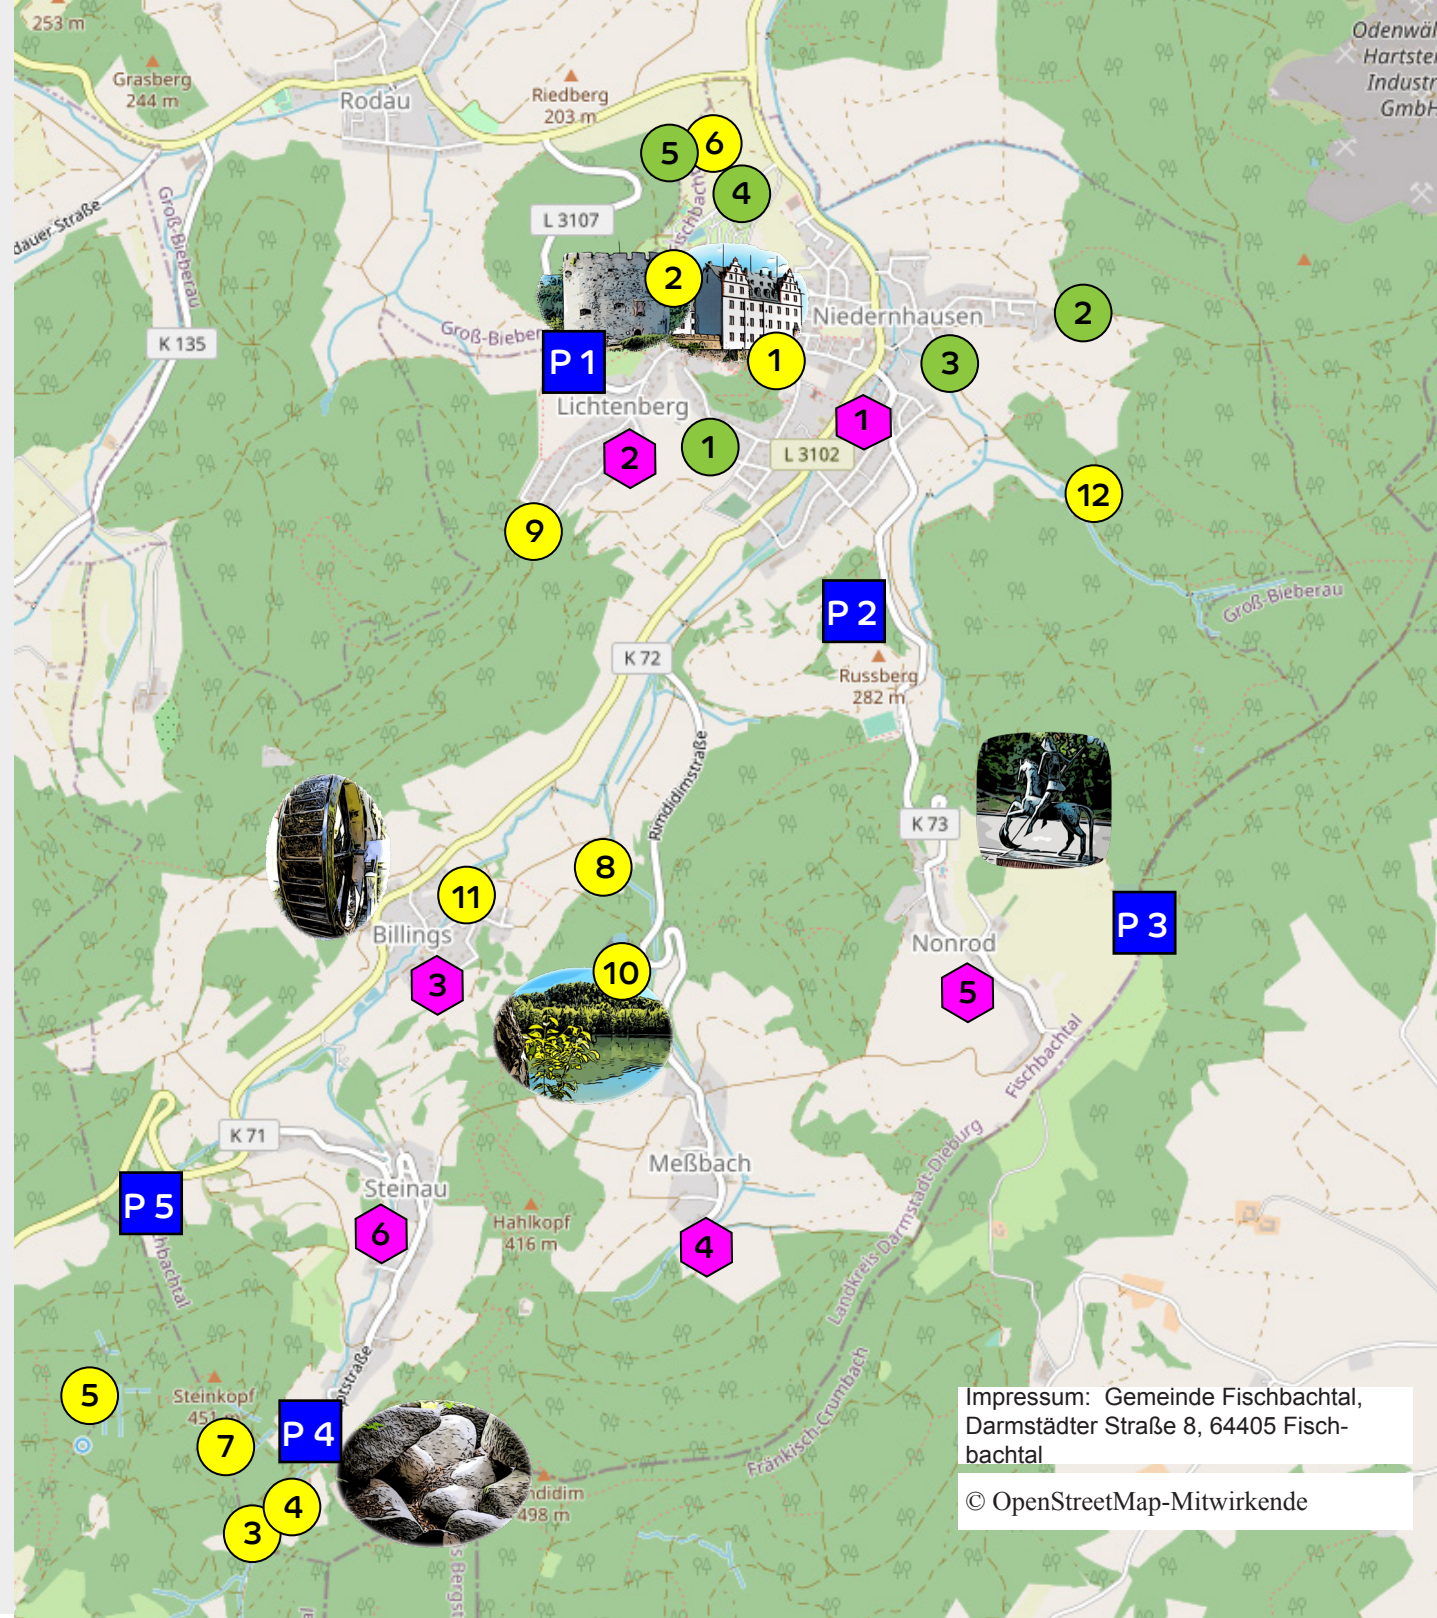 253 m
Grasberg
244 m
Rodau
Riedberg
203 m
Hartstei
GmbH
5
6
4
L 3107
Groß-Bieberau
2
Niedernhausen
2
K 135
P 1
1
3
Lichtenberg
1
2
1
L 3102
12
9
Groß-Bieberau
P 2
K 72
Russberg
282 m
Rimdidimstraße
K 73
8
11
Billings
P 3
Nonrod
3
10
5
Fischbachtal
K 71
Meßbach
Landkreis Darmstadt-Dieburg
Steinau
P 5
6
Hahlkopf
416 m
4
5
Steinkopf
451 m
7
P 4
Fränkisch-Crumbach
498 m
4
3
Impressum: Gemeinde Fischbachtal,
Darmstädter Straße 8, 64405 Fisch-
bachtal
© OpenStreetMap-Mitwirkende